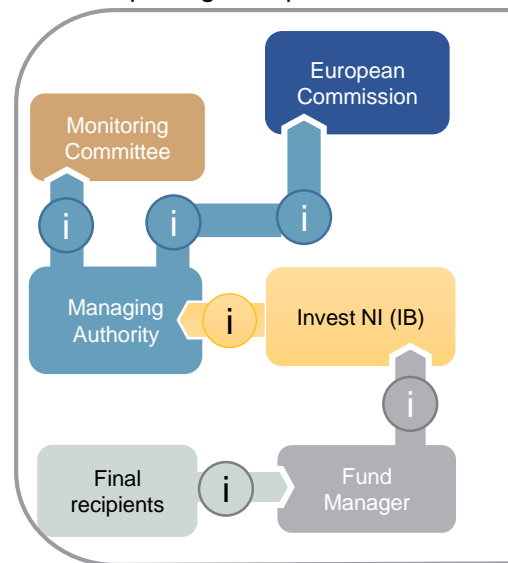 European
Commission
Monitoring
Committee
i
i
i
Managing
Authority
i
Invest NI (IB)
i
Final
recipients
i
Fund
Manager